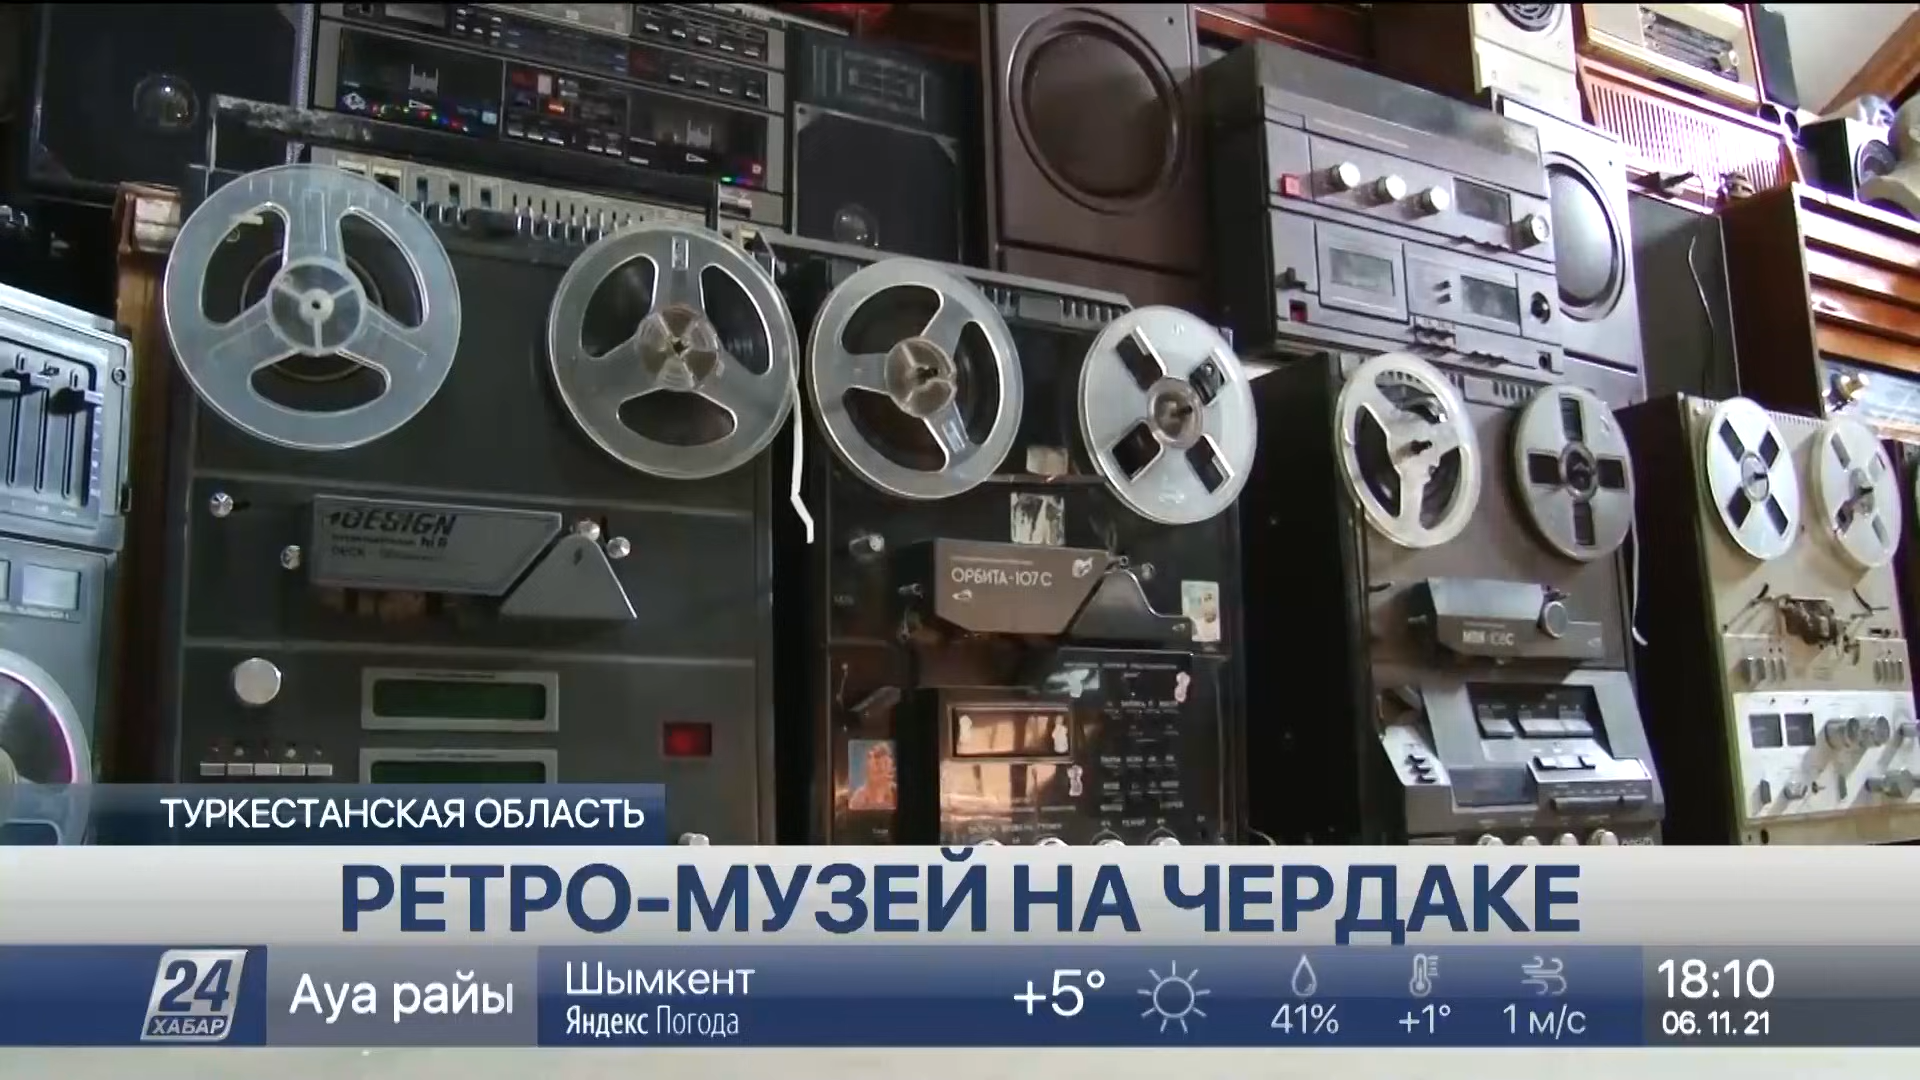 DESIGN
DECK
ОРБИТА-107С
ТУРКЕСТАНСКАЯ ОБЛАСТЬ
РЕТРО-МУЗЕЙ НА ЧЕРДАКЕ
24
ХАБАР
Ауа райы
Шымкент
Яндекс Погода
+5°
41%
+1°
1 м/с
18:10
06.11.21